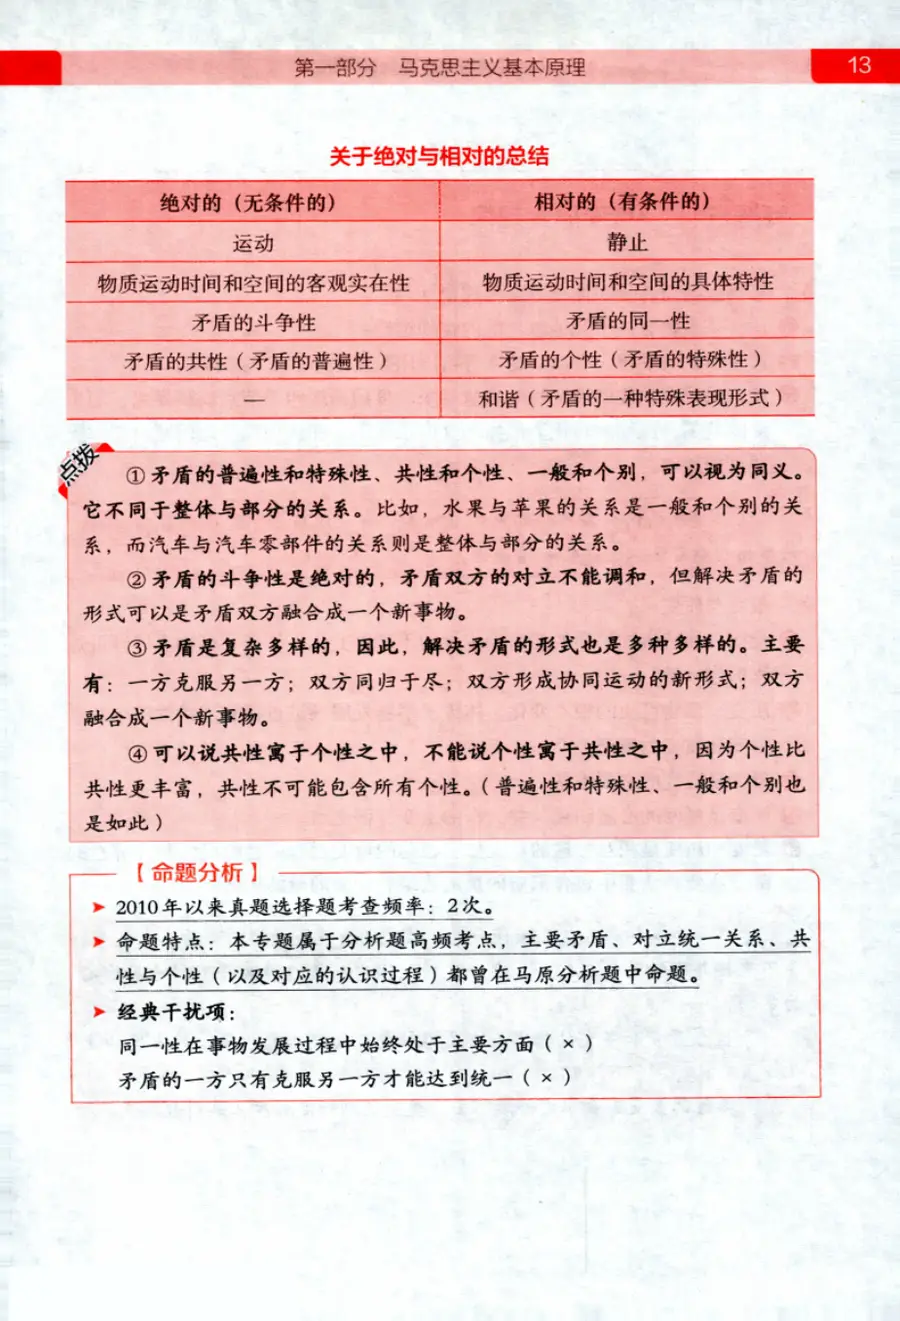 第一部分 马克思主义基本原理 13
关于绝对与相对的总结
绝对的（无条件的） 相对的（有条件的）
运动 静止
物质运动时间和空间的客观实在性 物质运动时间和空间的具体特性
矛盾的斗争性 矛盾的同一性
矛盾的共性（矛盾的普遍性） 矛盾的个性（矛盾的特殊性）
— 和谐（矛盾的一种特殊表现形式）
点拨
①矛盾的普遍性和特殊性、共性和个性、一般和个别，可以视为同义。
它不同于整体与部分的关系。比如，水果与苹果的关系是一般和个别的关
系，而汽车与汽车零部件的关系则是整体与部分的关系。
②矛盾的斗争性是绝对的，矛盾双方的对立不能调和，但解决矛盾的
形式可以是矛盾双方融合成一个新事物。
③矛盾是复杂多样的，因此，解决矛盾的形式也是多种多样的。主要
有：一方克服另一方；双方同归于尽；双方形成协同运动的新形式；双方
融合成一个新事物。
④可以说共性寓于个性之中，不能说个性寓于共性之中，因为个性比
共性更丰富，共性不可能包含所有个性。（普遍性和特殊性、一般和个别也
是如此）
【命题分析】
➤ 2010年以来真题选择题考查频率：2次。
➤ 命题特点：本专题属于分析题高频考点，主要矛盾、对立统一关系、共
性与个性（以及对应的认识过程）都曾在马原分析题中命题。
➤ 经典干扰项：
同一性在事物发展过程中始终处于主要方面（×）
矛盾的一方只有克服另一方才能达到统一（×）